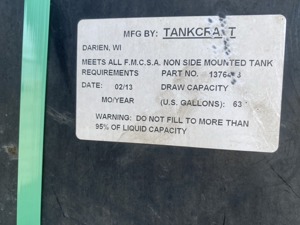 MFG BY: TANKCRAFT
DARIEN, WI
MEETS ALL F.M.C.S.A. NON SIDE MOUNTED TANK
REQUIREMENTS PART NO.
DATE: 02/13 DRAW CAPACITY
MO/YEAR (U.S. GALLONS): 63
WARNING: DO NOT FILL TO MORE THAN
95% OF LIQUID CAPACITY